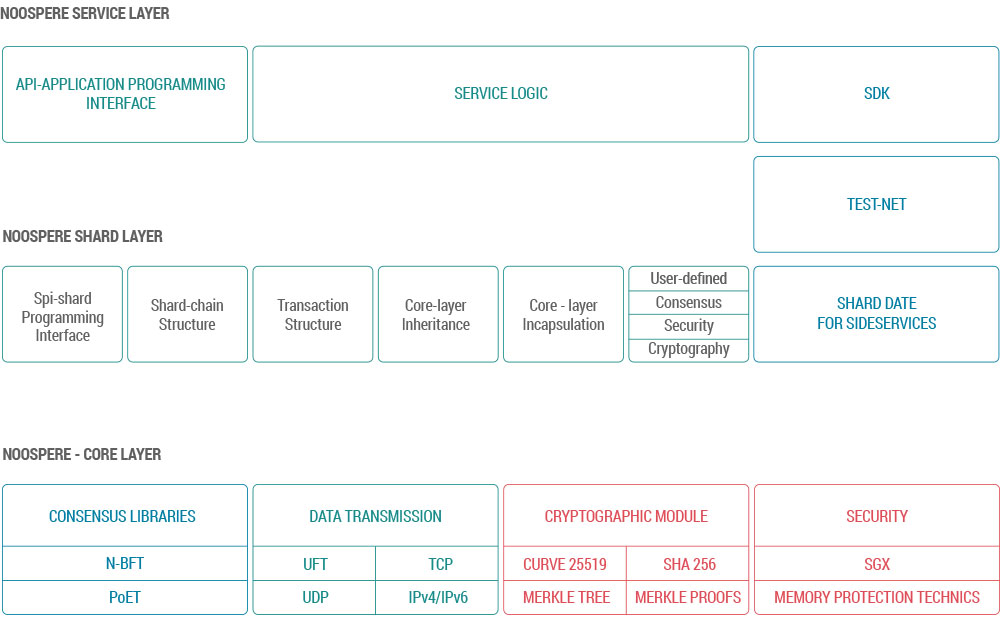 NOOSPERE SERVICE LAYER
API-APPLICATION PROGRAMMING
INTERFACE
SERVICE LOGIC
SDK
TEST-NET
NOOSPERE SHARD LAYER
Spi-shard
Programming
Interface
Shard-chain
Structure
Transaction
Structure
Core-layer
Inheritance
Core - layer
Incapsulation
User-defined
Consensus
Security
Cryptography
SHARD DATE
FOR SIDESERVICES
NOOSPERE - CORE LAYER
CONSENSUS LIBRARIES
N-BFT
PoET
DATA TRANSMISSION
UFT
TCP
UDP
IPv4/IPv6
CRYPTOGRAPHIC MODULE
CURVE 25519
SHA 256
MERKLE TREE
MERKLE PROOFS
SECURITY
SGX
MEMORY PROTECTION TECHNICS